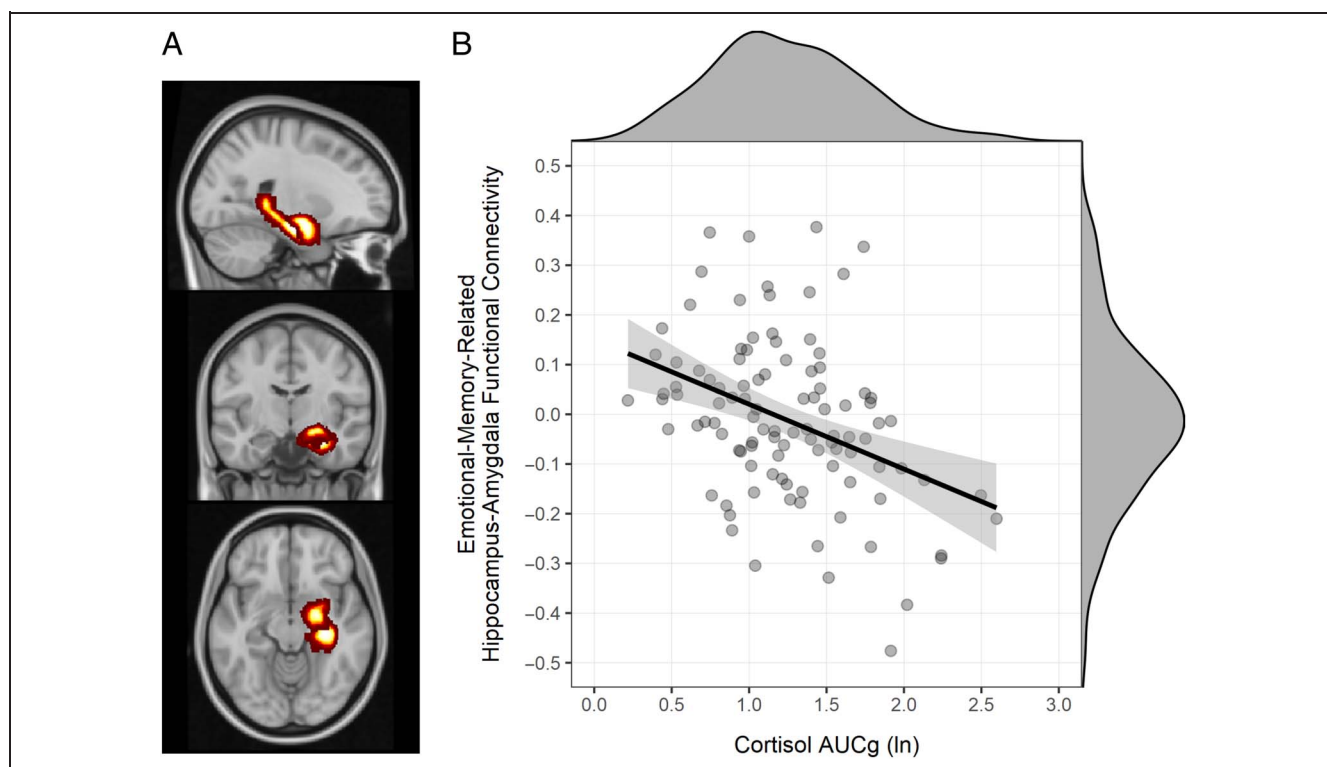 A
B
Emotional-Memory-Related
Hippocampus-Amygdala Functional Connectivity
0.5
0.4
0.3
0.2
0.1
0.0
−0.1
−0.2
−0.3
−0.4
−0.5
0.0 0.5 1.0 1.5 2.0 2.5 3.0
Cortisol AUCg (ln)